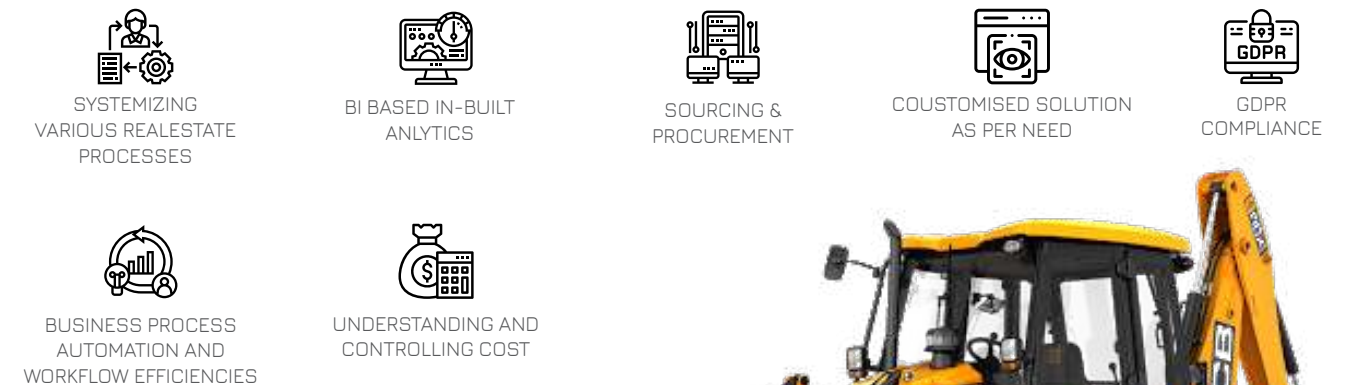 GDPR
SYSTEMIZING
VARIOUS REALESTATE
PROCESSES
BI BASED IN-BUILT
ANLYTICS
SOURCING &
PROCUREMENT
COUSTOMISED SOLUTION
AS PER NEED
GDPR
COMPLIANCE
BUSINESS PROCESS
AUTOMATION AND
WORKFLOW EFFICIENCIES
UNDERSTANDING AND
CONTROLLING COST